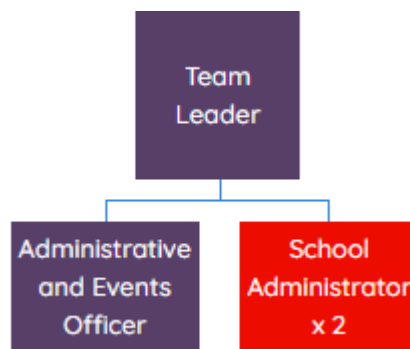 Team
Leader
Administrative
and Events
Officer
School
Administrator
x 2